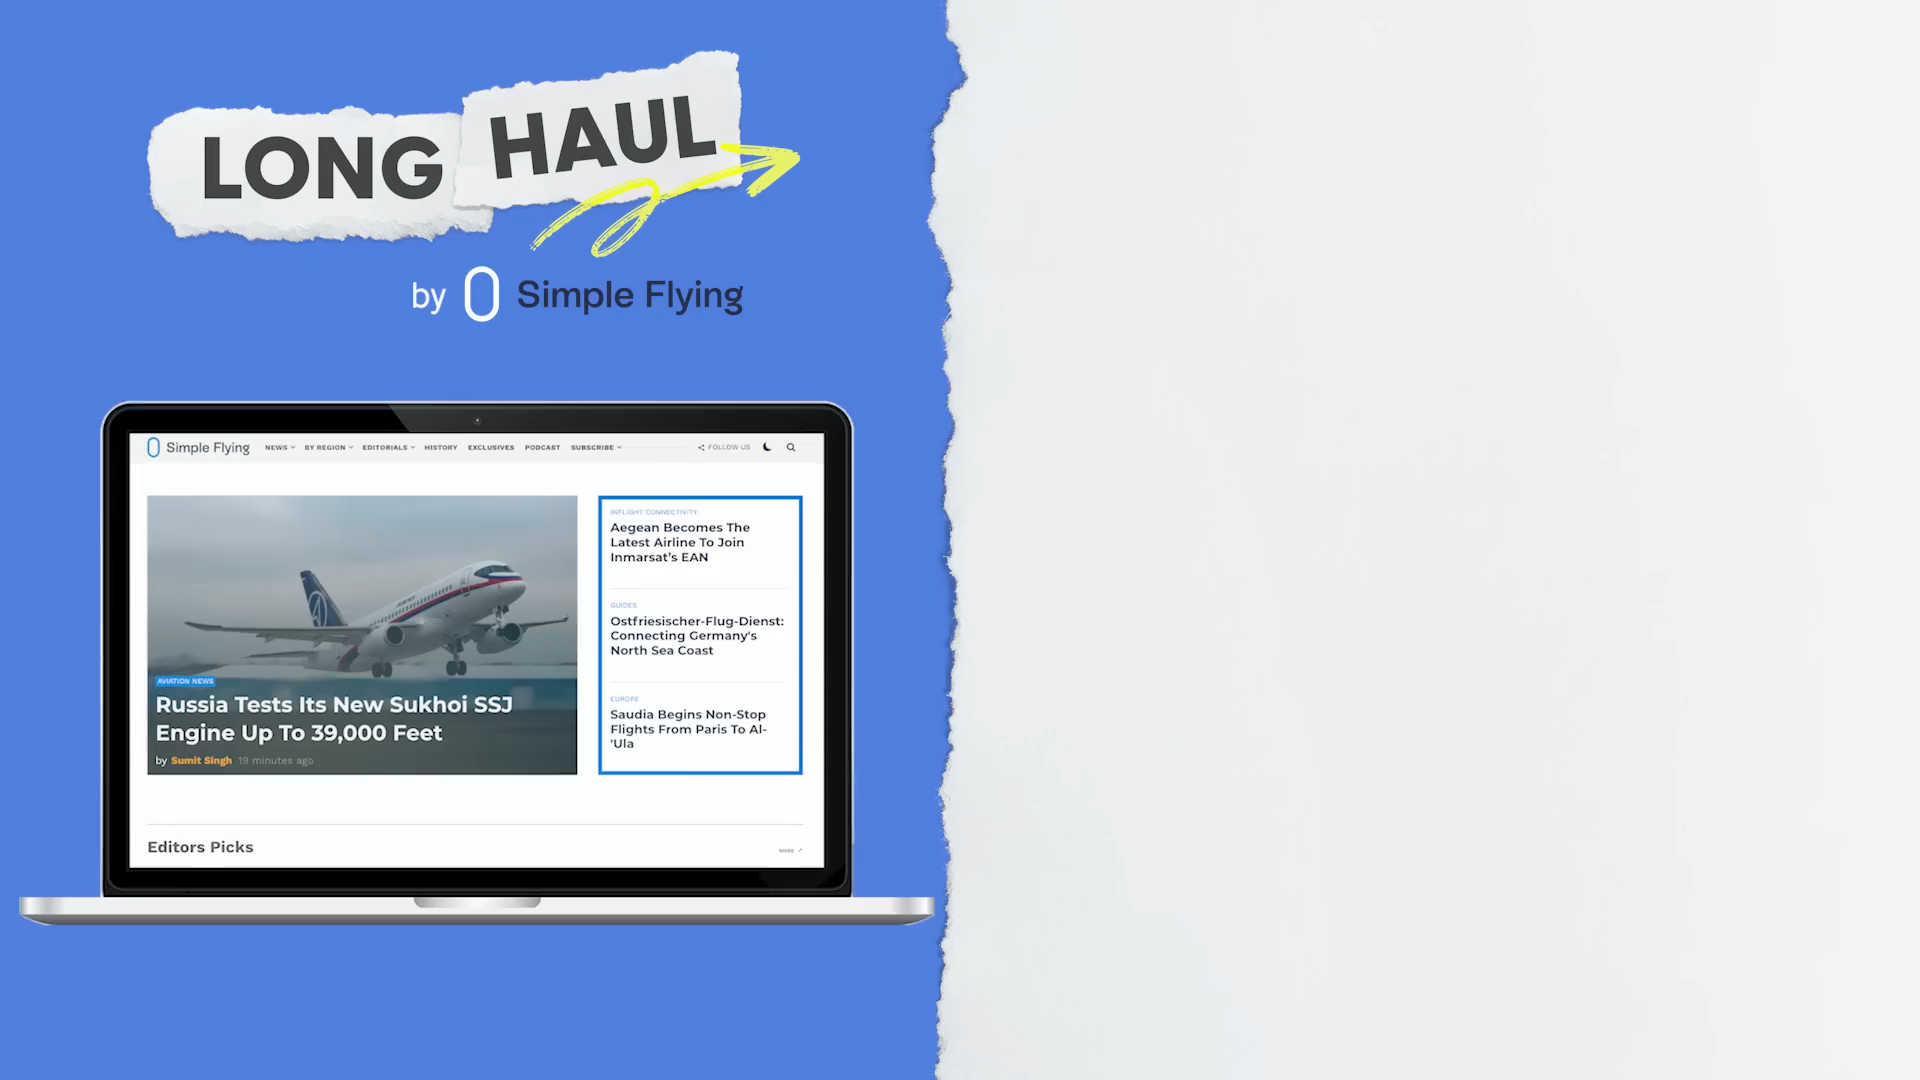 LONG HAUL
by Simple Flying
Simple Flying NEWS BY REGION EDITORIALS HISTORY EXCLUSIVES PODCAST SUBSCRIBE FOLLOW US
AVIATION NEWS
Russia Tests Its New Sukhoi SSJ
Engine Up To 39,000 Feet
by Sumit Singh 19 minutes ago
INFLIGHT CONNECTIVITY
Aegean Becomes The
Latest Airline To Join
Inmarsat's EAN
GUIDES
Ostfriesischer-Flug-Dienst:
Connecting Germany's
North Sea Coast
EUROPE
Saudia Begins Non-Stop
Flights From Paris To Al-
'Ula
Editors Picks
MORE